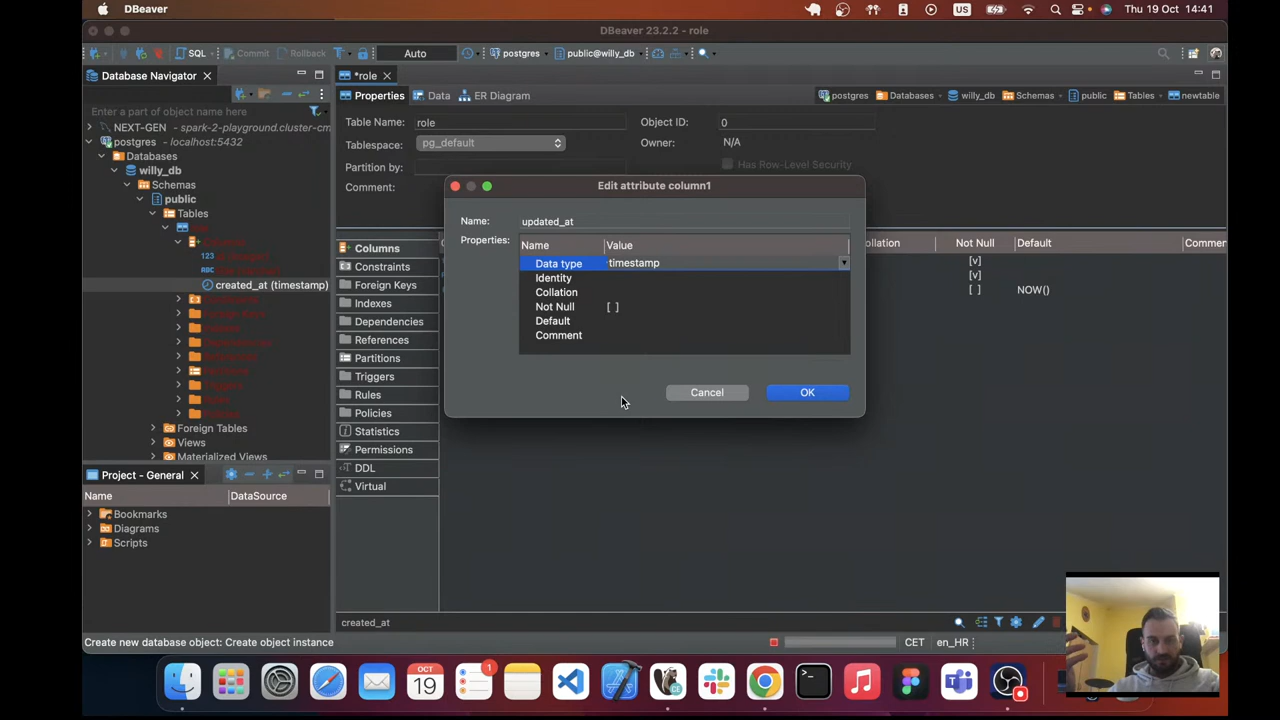 DBeaver
US
Thu 19 Oct 14:41
DBeaver 23.2.2 - role
SQL
Commit
Rollback
Auto
postgres
public@willy_db
Database Navigator
*role
Properties
Data
ER Diagram
postgres
Databases
willy_db
Schemas
public
Tables
newtable
Enter a part of object name here
NEXT-GEN - spark-2-playground.cluster-cm
postgres - localhost:5432
Databases
willy_db
Schemas
public
Tables
created_at (timestamp)
Foreign Tables
Views
Materialized Views
Table Name:
role
Object ID:
0
Tablespace:
pg_default
Owner:
N/A
Partition by:
Has Row-Level Security
Comment:
Edit attribute column1
Name:
updated_at
Properties:
Name
Value
Data type
timestamp
Identity
Collation
Not Null
[ ]
Default
Comment
Cancel
OK
Columns
Constraints
Foreign Keys
Indexes
Dependencies
References
Partitions
Triggers
Rules
Policies
Statistics
Permissions
DDL
Virtual
ollation
Not Null
Default
Commer
[v]
[v]
[ ]
NOW()
Project - General
Name
DataSource
Bookmarks
Diagrams
Scripts
created_at
Create new database object: Create object instance
CET
en_HR
OCT
19
1